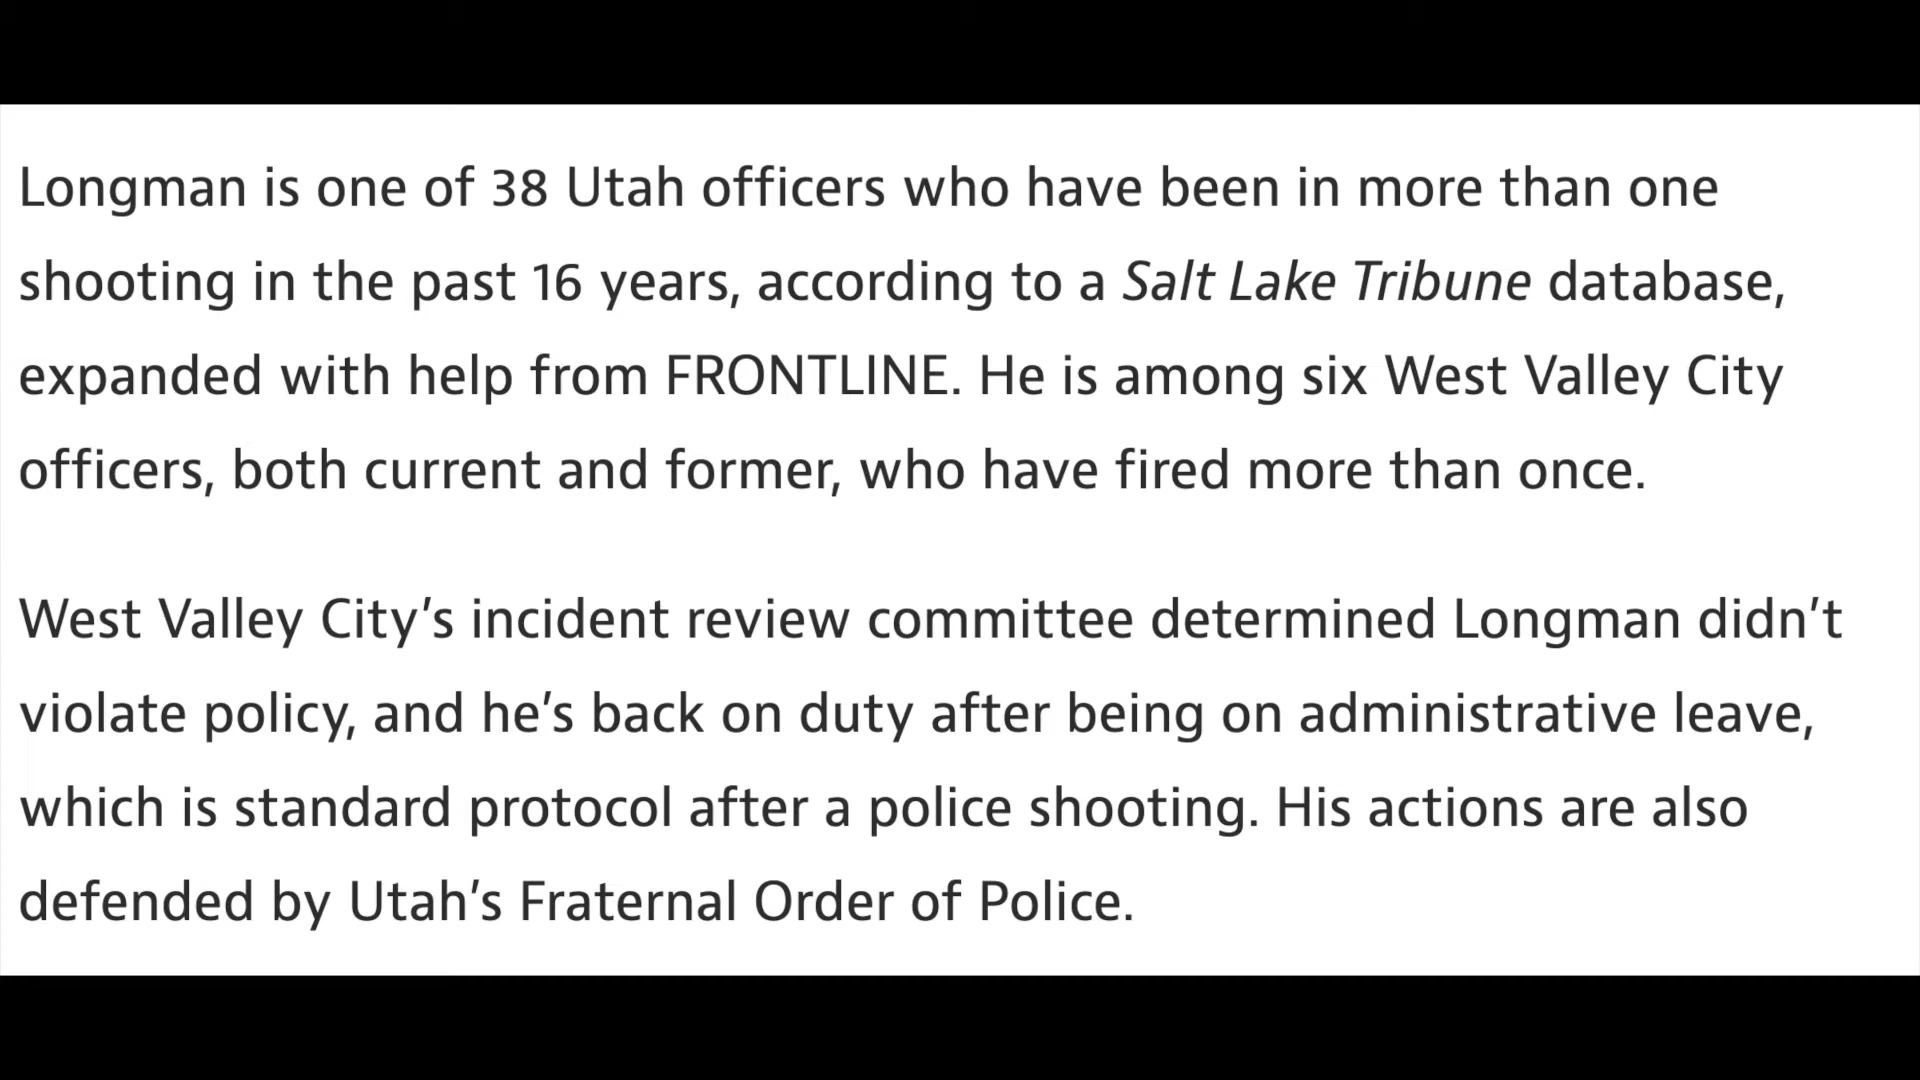 Longman is one of 38 Utah officers who have been in more than one
shooting in the past 16 years, according to a Salt Lake Tribune database,
expanded with help from FRONTLINE. He is among six West Valley City
officers, both current and former, who have fired more than once.
West Valley City’s incident review committee determined Longman didn’t
violate policy, and he’s back on duty after being on administrative leave,
which is standard protocol after a police shooting. His actions are also
defended by Utah’s Fraternal Order of Police.